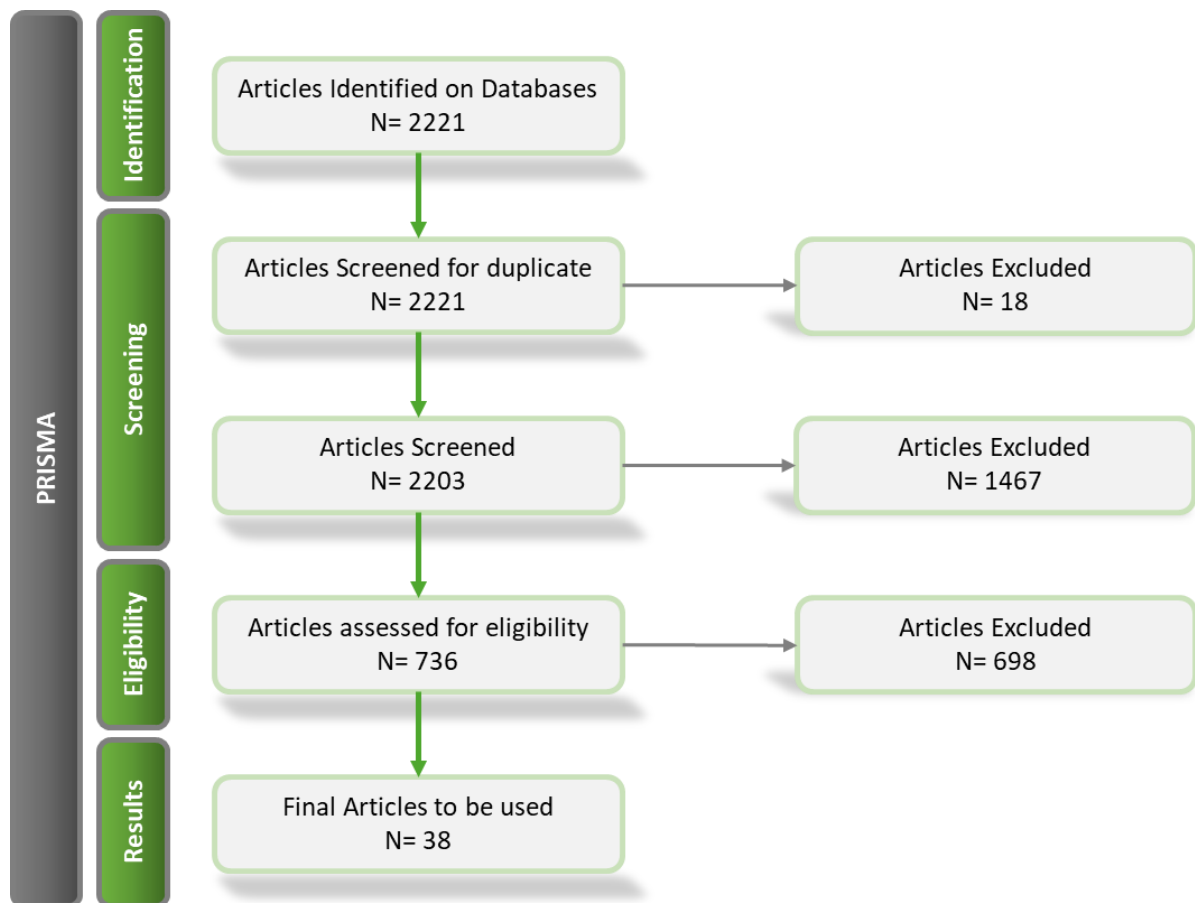 PRISMA
Identification
Articles Identified on Databases
N= 2221
Screening
Articles Screened for duplicate
N= 2221
Articles Excluded
N= 18
Articles Screened
N= 2203
Articles Excluded
N= 1467
Eligibility
Articles assessed for eligibility
N= 736
Articles Excluded
N= 698
Results
Final Articles to be used
N= 38